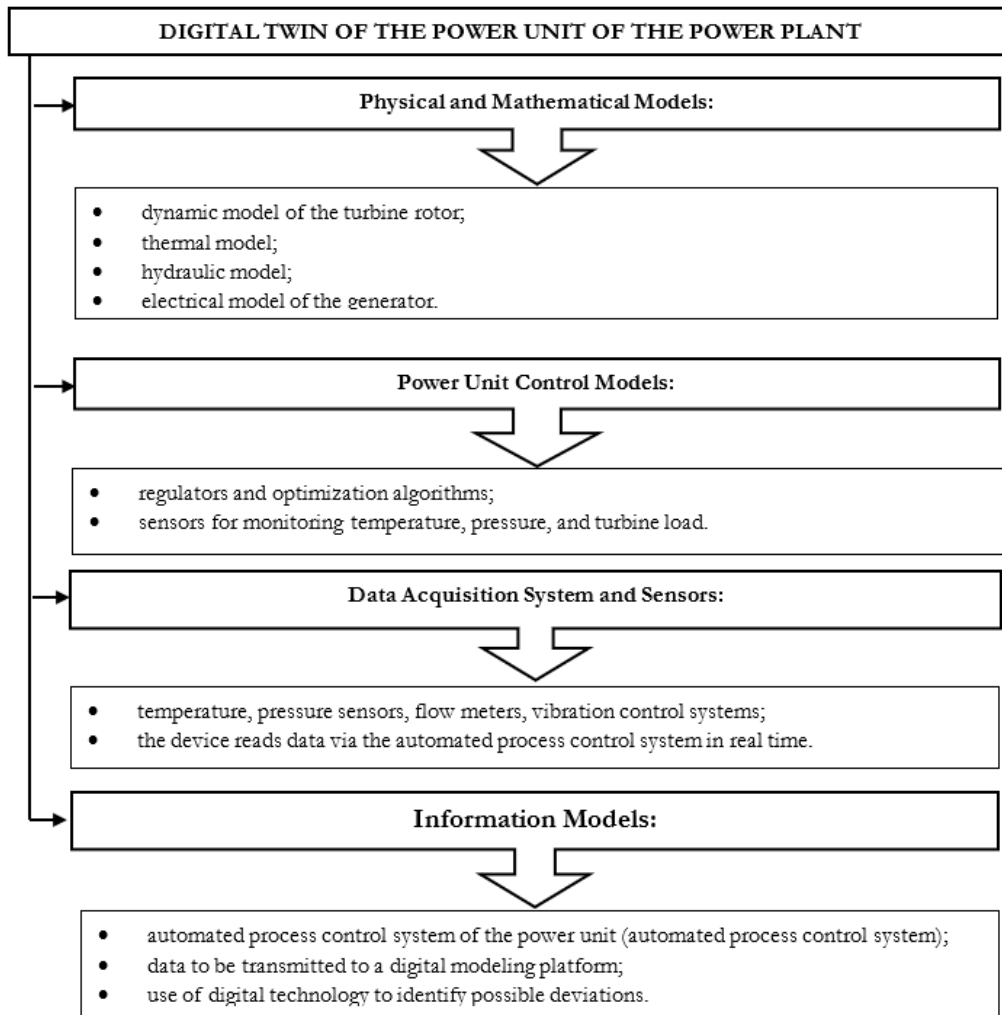 DIGITAL TWIN OF THE POWER UNIT OF THE POWER PLANT
Physical and Mathematical Models:
• dynamic model of the turbine rotor;
• thermal model;
• hydraulic model;
• electrical model of the generator.
Power Unit Control Models:
• regulators and optimization algorithms;
• sensors for monitoring temperature, pressure, and turbine load.
Data Acquisition System and Sensors:
• temperature, pressure sensors, flow meters, vibration control systems;
• the device reads data via the automated process control system in real time.
Information Models:
• automated process control system of the power unit (automated process control system);
• data to be transmitted to a digital modeling platform;
• use of digital technology to identify possible deviations.